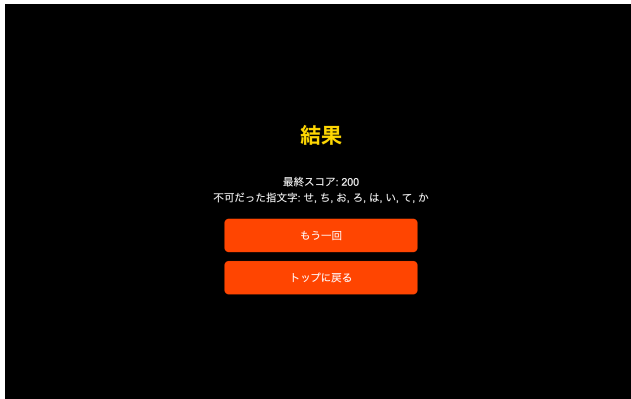 結果
最終スコア: 200
不可だった指文字: せ, ち, お, ろ, は, い, て, か
もう一回
トップに戻る